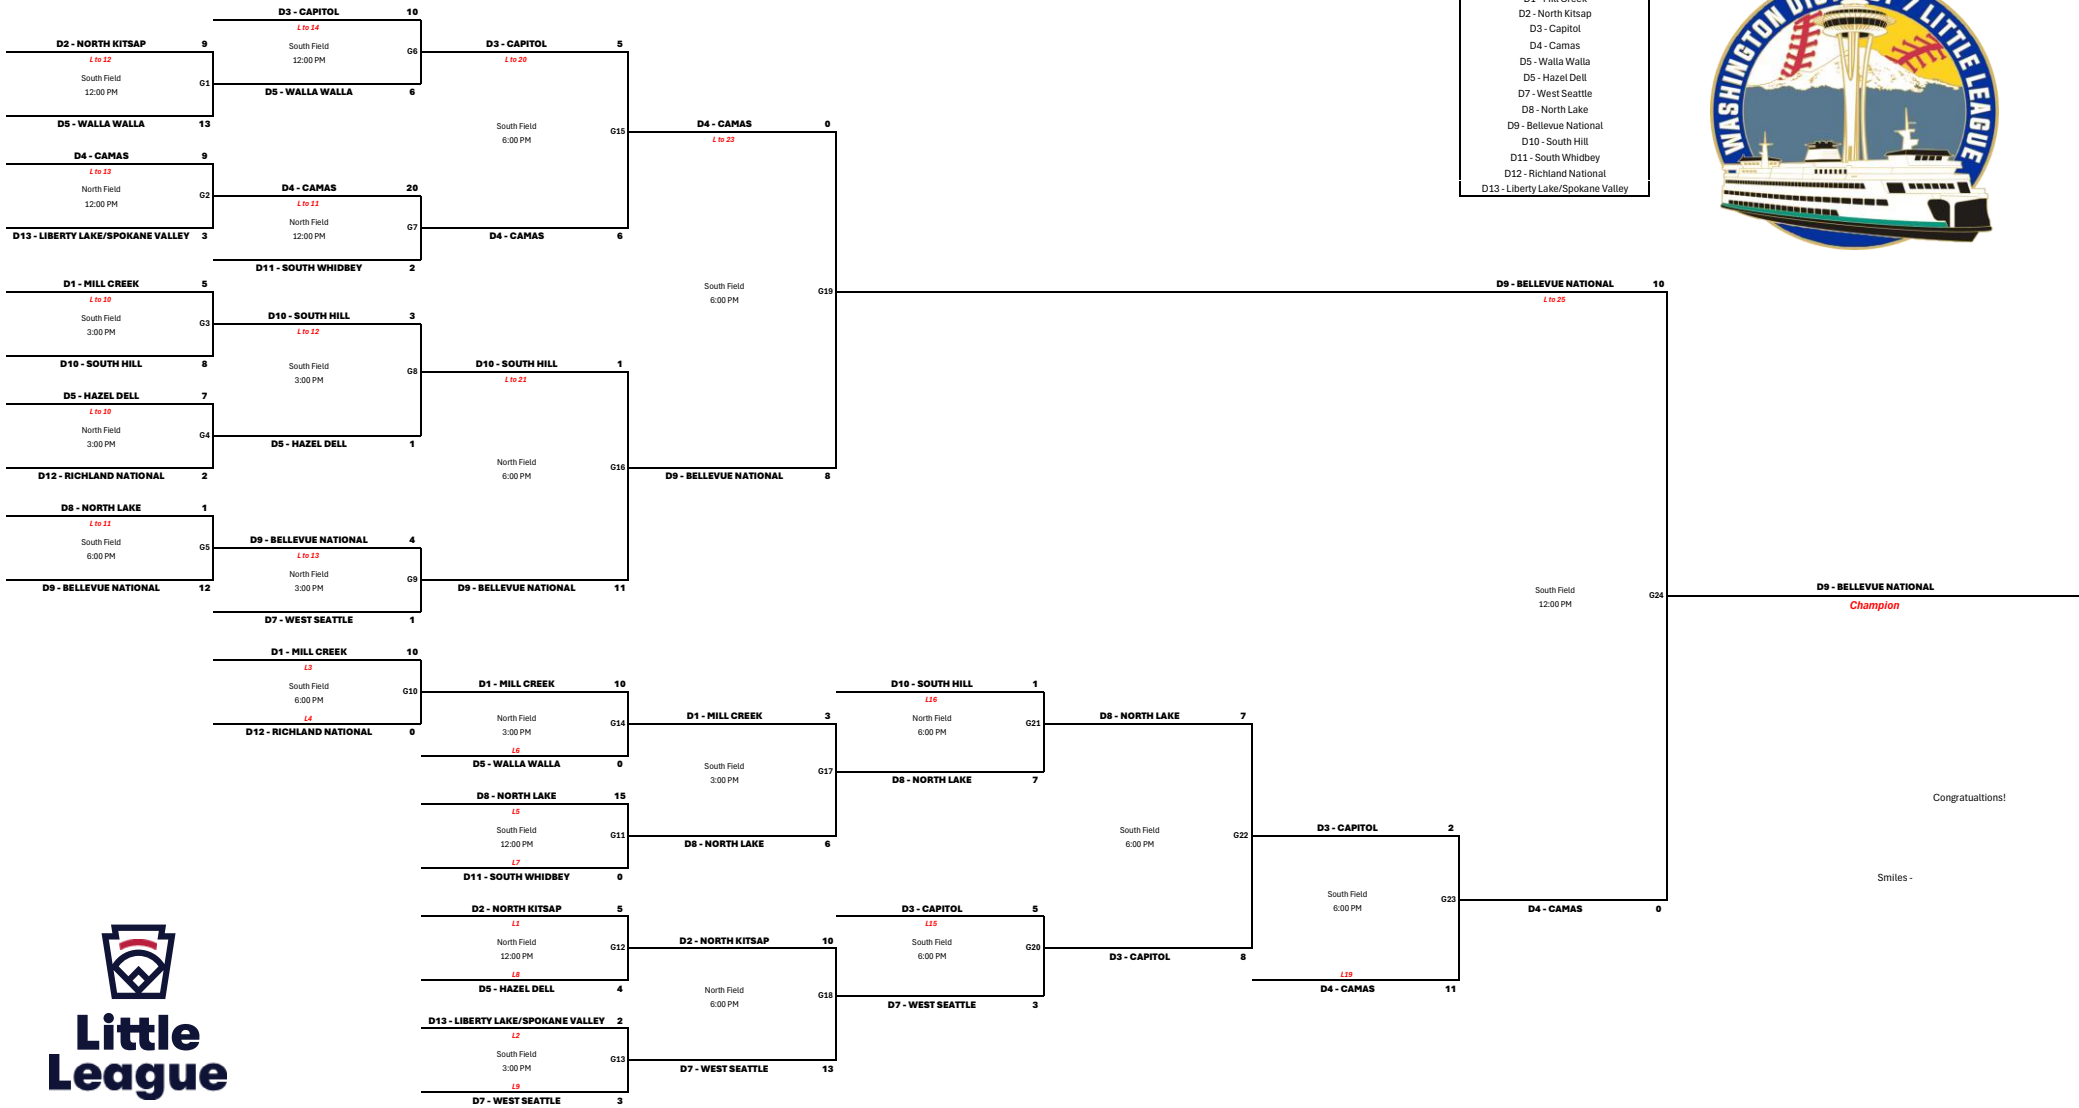 D3 - CAPITOL 10
L to 14
South Field
12:00 PM
G6
D5 - WALLA WALLA 6
D2 - NORTH KITSAP 9
L to 12
South Field
12:00 PM
G1
D5 - WALLA WALLA 13
D3 - CAPITOL 5
L to 20
South Field
6:00 PM
G15
D4 - CAMAS 6
D4 - CAMAS 9
L to 13
North Field
12:00 PM
G2
D13 - LIBERTY LAKE/SPOKANE VALLEY 3
D4 - CAMAS 20
L to 11
North Field
12:00 PM
G7
D11 - SOUTH WHIDBEY 2
D4 - CAMAS 0
L to 23
South Field
6:00 PM
G19
D9 - BELLEVUE NATIONAL 8
D1 - MILL CREEK 5
L to 10
South Field
3:00 PM
G3
D10 - SOUTH HILL 8
D10 - SOUTH HILL 3
L to 12
South Field
3:00 PM
G8
D5 - HAZEL DELL 1
D5 - HAZEL DELL 7
L to 10
North Field
3:00 PM
G4
D12 - RICHLAND NATIONAL 2
D10 - SOUTH HILL 1
L to 21
North Field
6:00 PM
G16
D9 - BELLEVUE NATIONAL 11
D8 - NORTH LAKE 1
L to 11
South Field
6:00 PM
G5
D9 - BELLEVUE NATIONAL 12
D9 - BELLEVUE NATIONAL 4
L to 13
North Field
3:00 PM
G9
D7 - WEST SEATTLE 1
D2 - North Kitsap
D3 - Capitol
D4 - Camas
D5 - Walla Walla
D5 - Hazel Dell
D7 - West Seattle
D8 - North Lake
D9 - Bellevue National
D10 - South Hill
D11 - South Whidbey
D12 - Richland National
D13 - Liberty Lake/Spokane Valley
WASHINGTON 7 LITTLE LEAGUE
D9 - BELLEVUE NATIONAL 10
L to 25
South Field
12:00 PM
G24
D4 - CAMAS 0
D9 - BELLEVUE NATIONAL
Champion
D1 - MILL CREEK 10
L3
South Field
6:00 PM
G10
L4
D12 - RICHLAND NATIONAL 0
D1 - MILL CREEK 10
North Field
3:00 PM
G14
L6
D5 - WALLA WALLA 0
D1 - MILL CREEK 3
South Field
3:00 PM
G17
D8 - NORTH LAKE 6
D10 - SOUTH HILL 1
L16
North Field
6:00 PM
G21
D8 - NORTH LAKE 7
D8 - NORTH LAKE 7
South Field
6:00 PM
G22
D3 - CAPITOL 8
D8 - NORTH LAKE 15
L5
South Field
12:00 PM
G11
L7
D11 - SOUTH WHIDBEY 0
D3 - CAPITOL 2
South Field
6:00 PM
G23
L19
D4 - CAMAS 11
D2 - NORTH KITSAP 5
L1
North Field
12:00 PM
G12
L8
D5 - HAZEL DELL 4
D2 - NORTH KITSAP 10
North Field
6:00 PM
G18
D7 - WEST SEATTLE 13
D3 - CAPITOL 5
L15
South Field
6:00 PM
G20
D7 - WEST SEATTLE 3
D13 - LIBERTY LAKE/SPOKANE VALLEY 2
L2
South Field
3:00 PM
G13
L9
D7 - WEST SEATTLE 3
Congratualtions!
Smiles -
Little
League